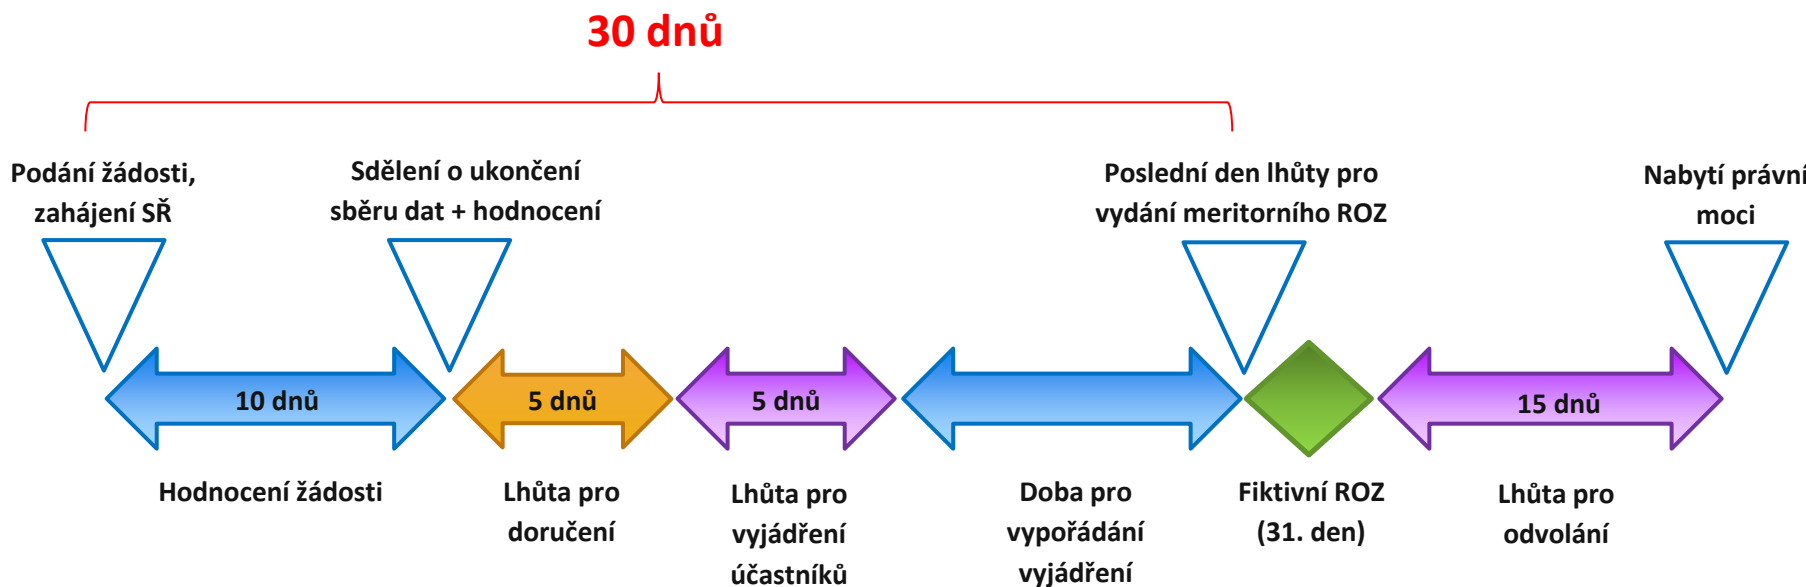 30 dnů
Podání žádosti,
zahájení SŘ
Sdělení o ukončení
sběru dat + hodnocení
Poslední den lhůty pro
vydání meritorního ROZ
Nabytí právní
moci
10 dnů
5 dnů
5 dnů
15 dnů
Hodnocení žádosti
Lhůta pro
doručení
Lhůta pro
vyjádření
účastníků
Doba pro
vypořádání
vyjádření
Fiktivní ROZ
(31. den)
Lhůta pro
odvolání